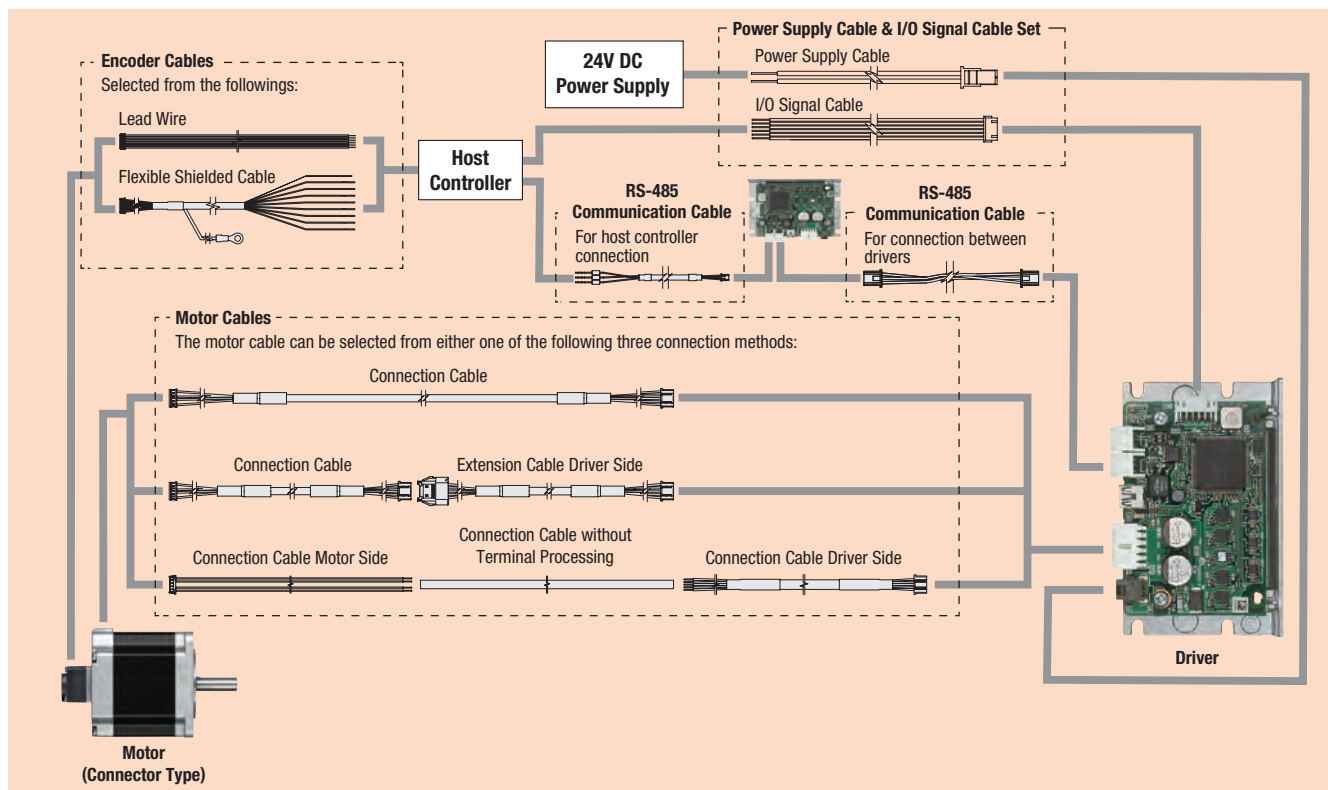 Encoder Cables
Selected from the followings:
Lead Wire
Flexible Shielded Cable
Host
Controller
24V DC
Power Supply
Power Supply Cable & I/O Signal Cable Set
Power Supply Cable
I/O Signal Cable
RS-485
Communication Cable
For host controller
connection
RS-485
Communication Cable
For connection between
drivers
Motor Cables
The motor cable can be selected from either one of the following three connection methods:
Connection Cable
Connection Cable
Extension Cable Driver Side
Connection Cable Motor Side
Connection Cable without
Terminal Processing
Connection Cable Driver Side
Driver
Motor
(Connector Type)